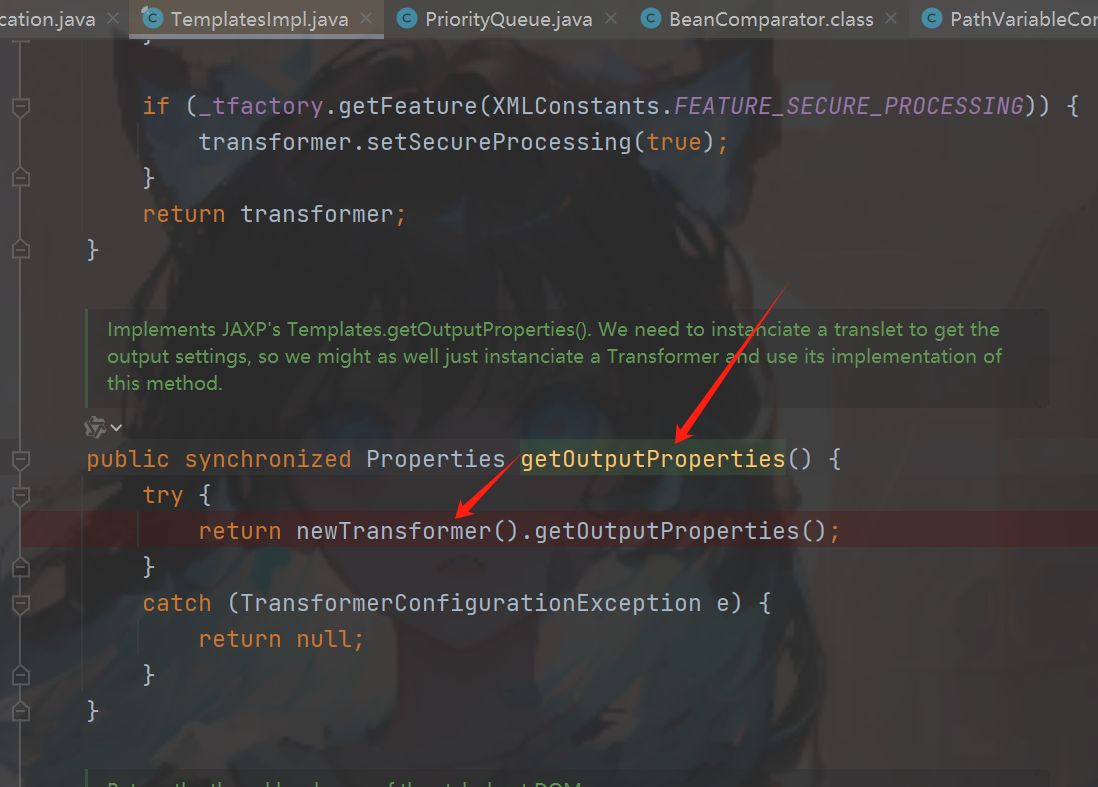 cation.java TemplatesImpl.java PriorityQueue.java BeanComparator.class
}
if (_tfactory.getFeature(XMLConstants.FEATURE_SECURE_PROCESSING)) {
transformer.setSecureProcessing(true);
}
return transformer;
}
Implements JAXP's Templates.getOutputProperties(). We need to instanciate a translet to get the
output settings, so we might as well just instanciate a Transformer and use its implementation of
this method.
public synchronized Properties getOutputProperties() {
try {
return newTransformer().getOutputProperties();
}
catch (TransformerConfigurationException e) {
return null;
}
}